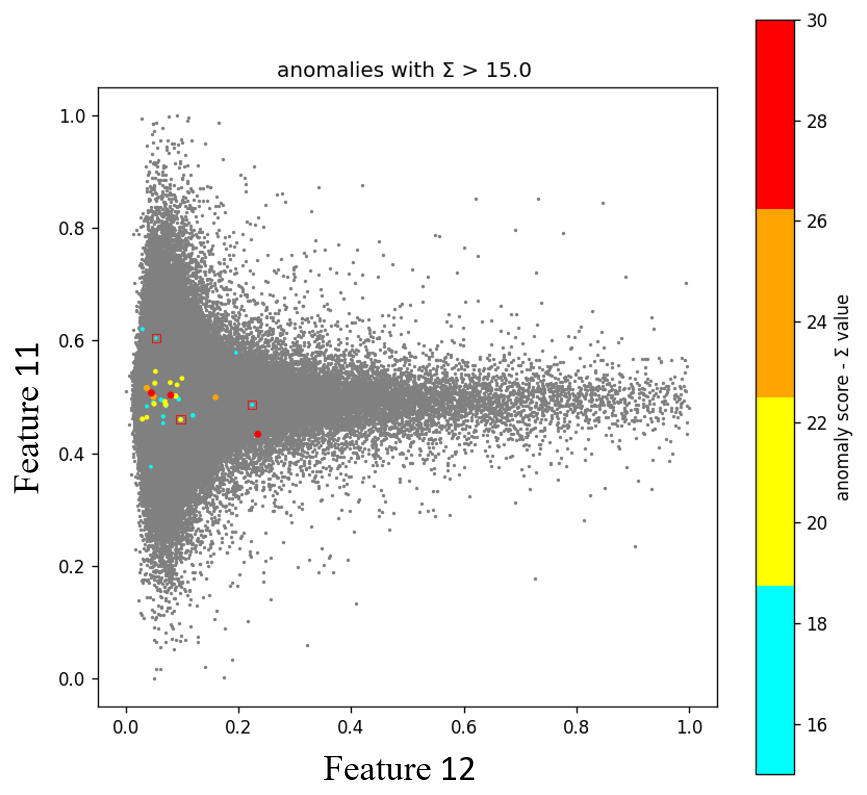 anomalies with Σ > 15.0
1.0
0.8
0.6
0.4
0.2
0.0
Feature 11
0.0 0.2 0.4 0.6 0.8 1.0
Feature 12
30
28
26
24
22
20
18
16
anomaly score - Σ value